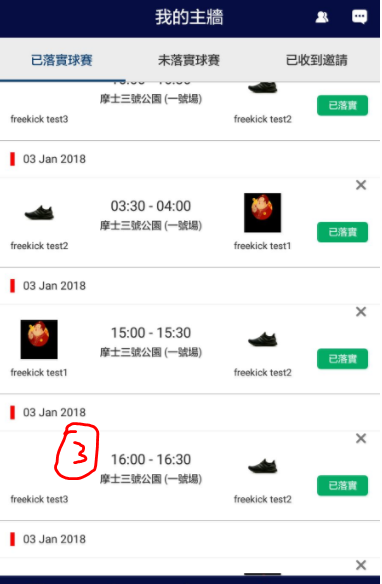 我的主牆
已落實球賽 未落實球賽 已收到邀請
摩士三號公園 (一號場)
已落實
freekick test3 freekick test2
03 Jan 2018
03:30 - 04:00
摩士三號公園 (一號場)
已落實
freekick test2 freekick test1
03 Jan 2018
15:00 - 15:30
摩士三號公園 (一號場)
已落實
freekick test1 freekick test2
03 Jan 2018
3
16:00 - 16:30
摩士三號公園 (一號場)
已落實
freekick test3 freekick test2
03 Jan 2018